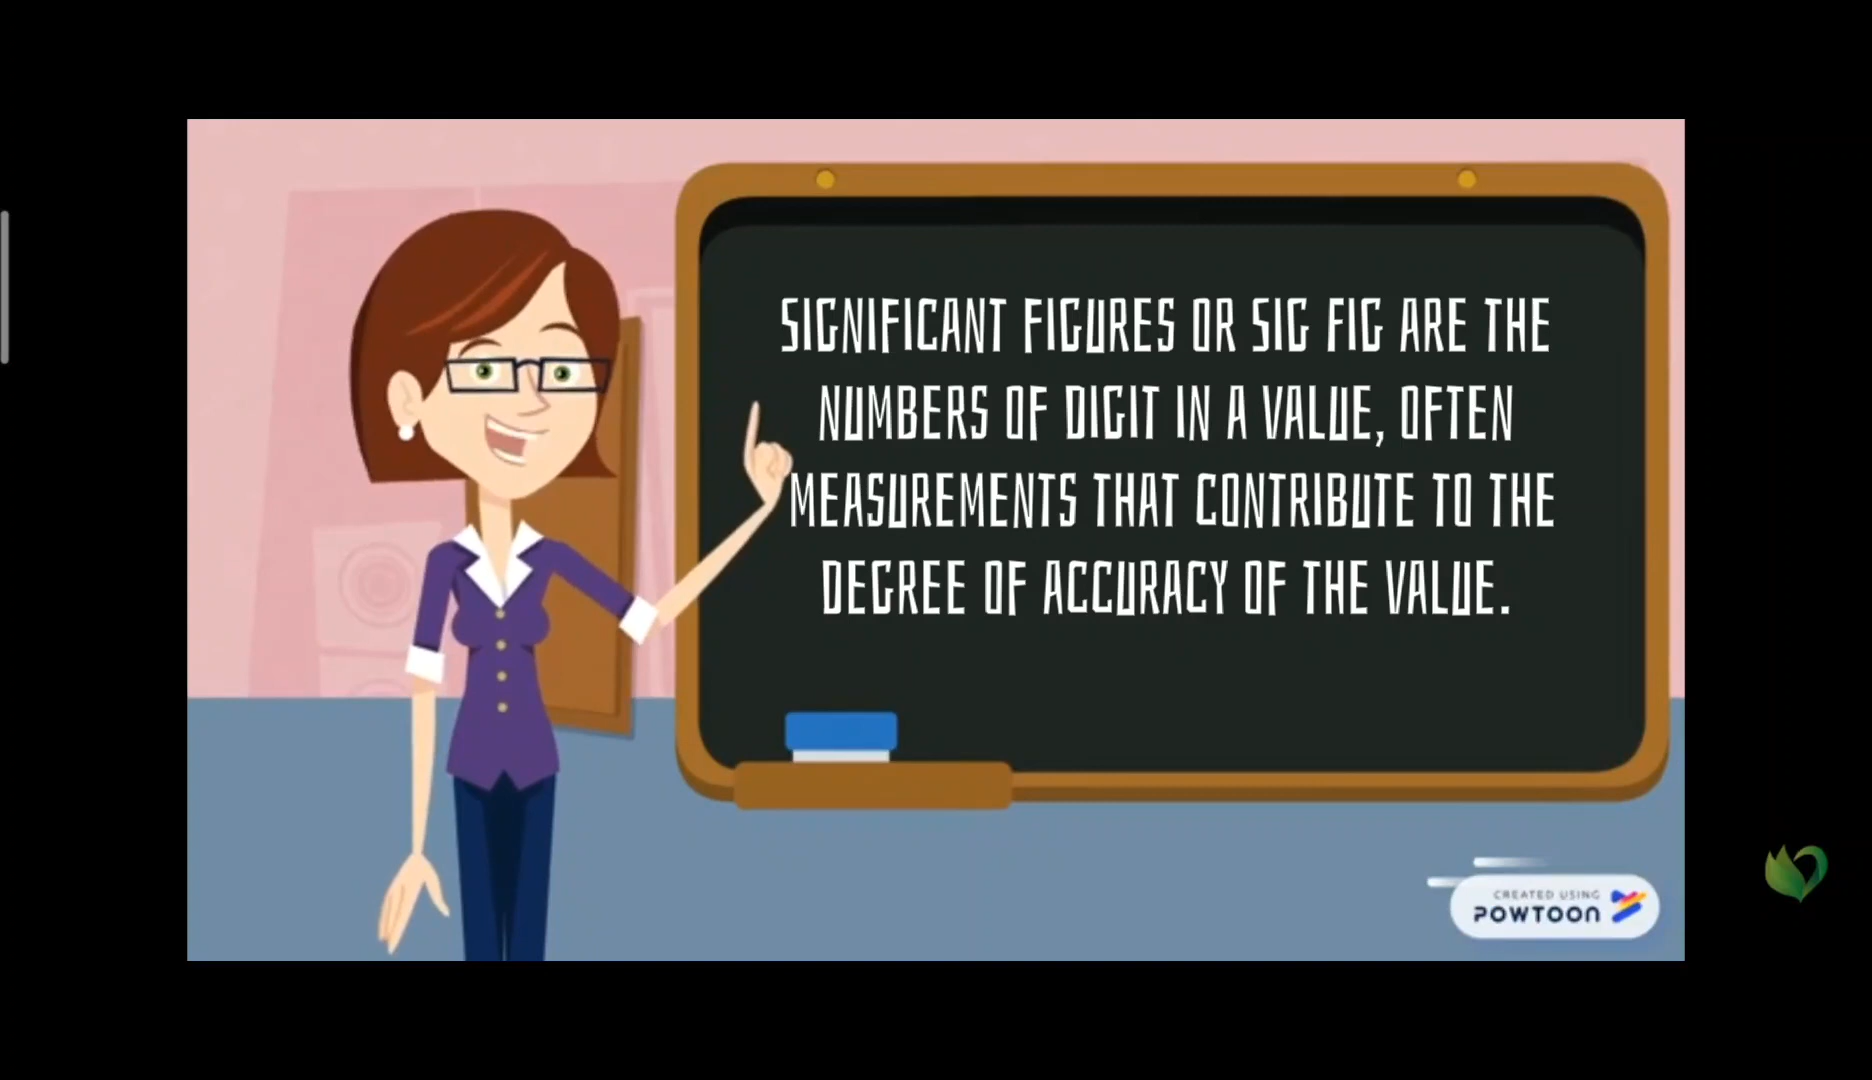 SIGNIFICANT FIGURES OR SIG FIG ARE THE
NUMBERS OF DIGIT IN A VALUE, OFTEN
MEASUREMENTS THAT CONTRIBUTE TO THE
DEGREE OF ACCURACY OF THE VALUE.
CREATED USING
POWTOON